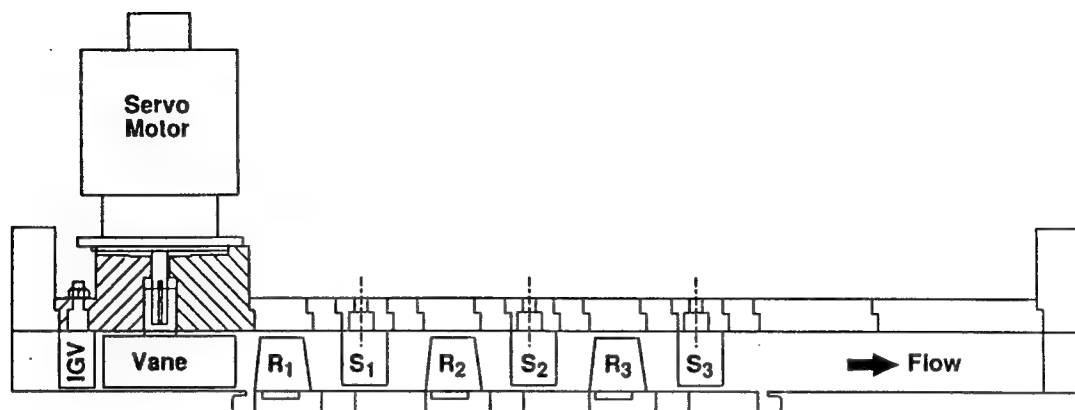 Servo
Motor
IGV
Vane
R₁
S₁
R₂
S₂
R₃
S₃
Flow